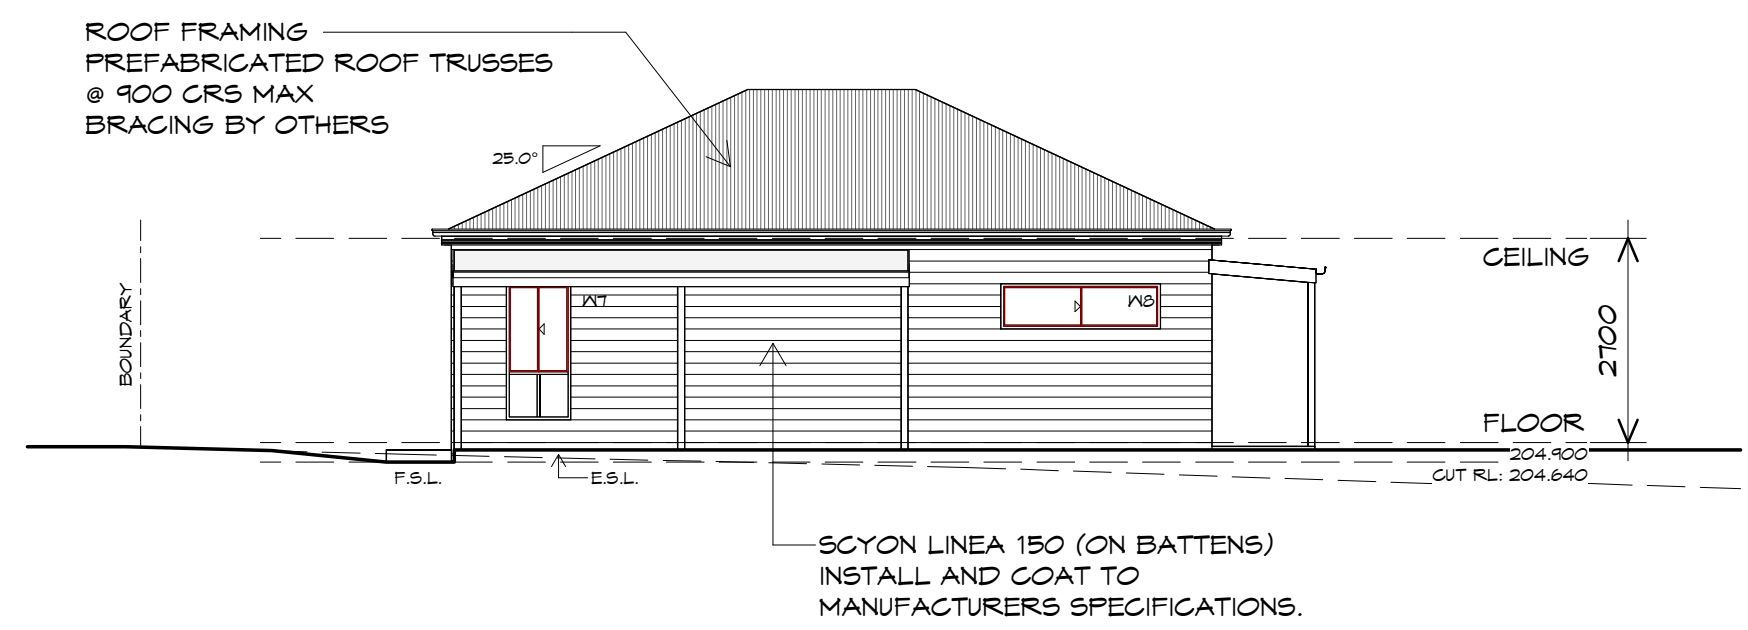 ROOF FRAMING
PREFABRICATED ROOF TRUSSES
@ 900 CRS MAX
BRACING BY OTHERS
25.0°
BOUNDARY
W7
W8
CEILING
2700
FLOOR
204.900
CUT RL: 204.640
F.S.L.
E.S.L.
SCYON LINEA 150 (ON BATTENS)
INSTALL AND COAT TO
MANUFACTURERS SPECIFICATIONS.